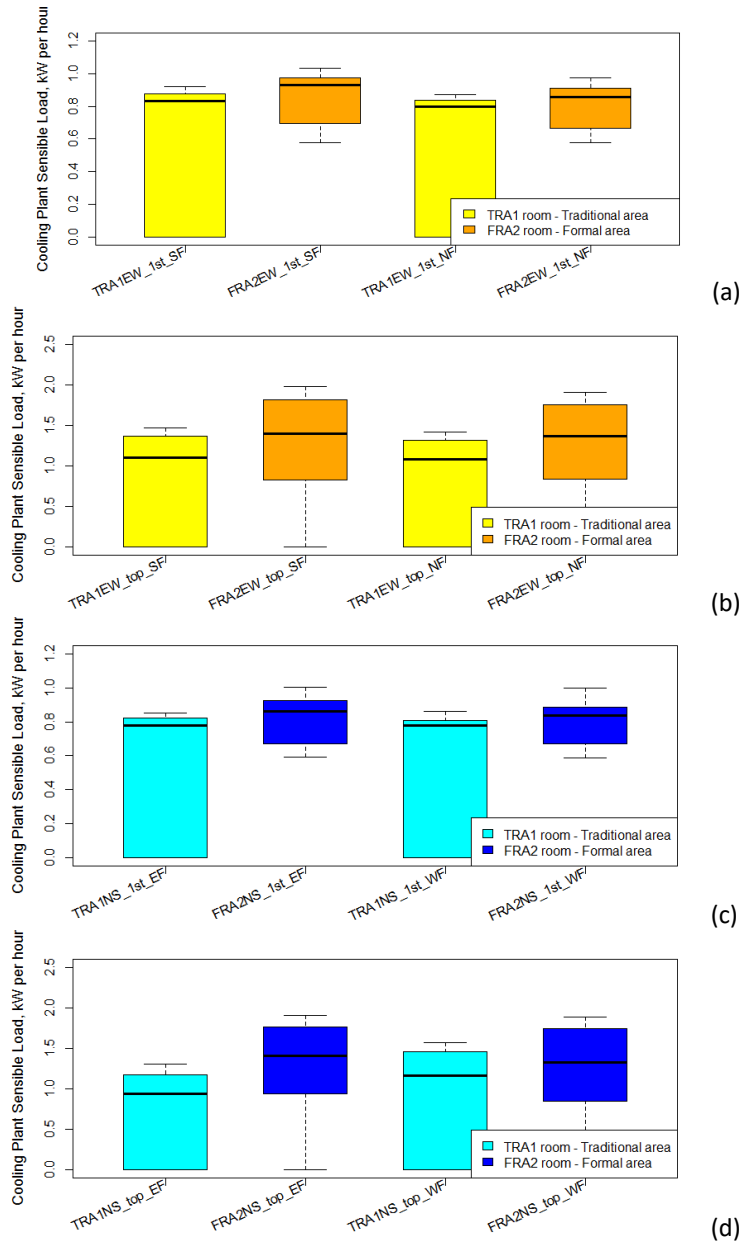 Cooling Plant Sensible Load, kW per hour
1.2
1.0
0.8
0.6
0.4
0.2
0.0
TRA1 room - Traditional area
FRA2 room - Formal area
TRA1EW_1st_SF
FRA2EW_1st_SF
TRA1EW_1st_NF
FRA2EW_1st_NF
(a)
Cooling Plant Sensible Load, kW per hour
2.5
2.0
1.5
1.0
0.5
0.0
TRA1 room - Traditional area
FRA2 room - Formal area
TRA1EW_top_SF
FRA2EW_top_SF
TRA1EW_top_NF
FRA2EW_top_NF
(b)
Cooling Plant Sensible Load, kW per hour
1.2
1.0
0.8
0.6
0.4
0.2
0.0
TRA1 room - Traditional area
FRA2 room - Formal area
TRA1NS_1st_EF
FRA2NS_1st_EF
TRA1NS_1st_WF
FRA2NS_1st_WF
(c)
Cooling Plant Sensible Load, kW per hour
2.5
2.0
1.5
1.0
0.5
0.0
TRA1 room - Traditional area
FRA2 room - Formal area
TRA1NS_top_EF
FRA2NS_top_EF
TRA1NS_top_WF
FRA2NS_top_WF
(d)